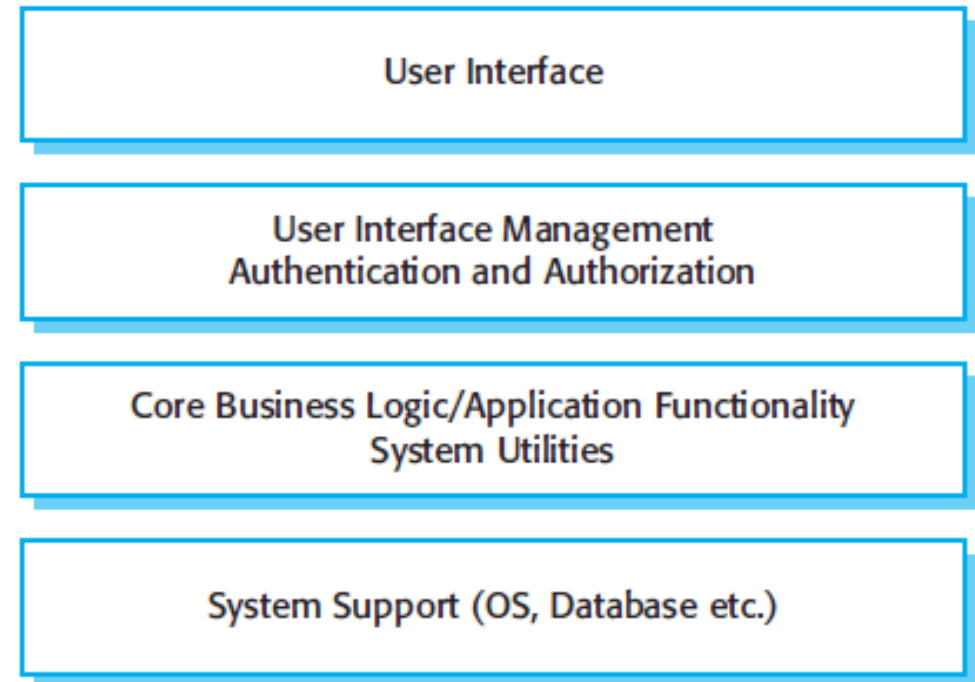 User Interface
User Interface Management
Authentication and Authorization
Core Business Logic/Application Functionality
System Utilities
System Support (OS, Database etc.)